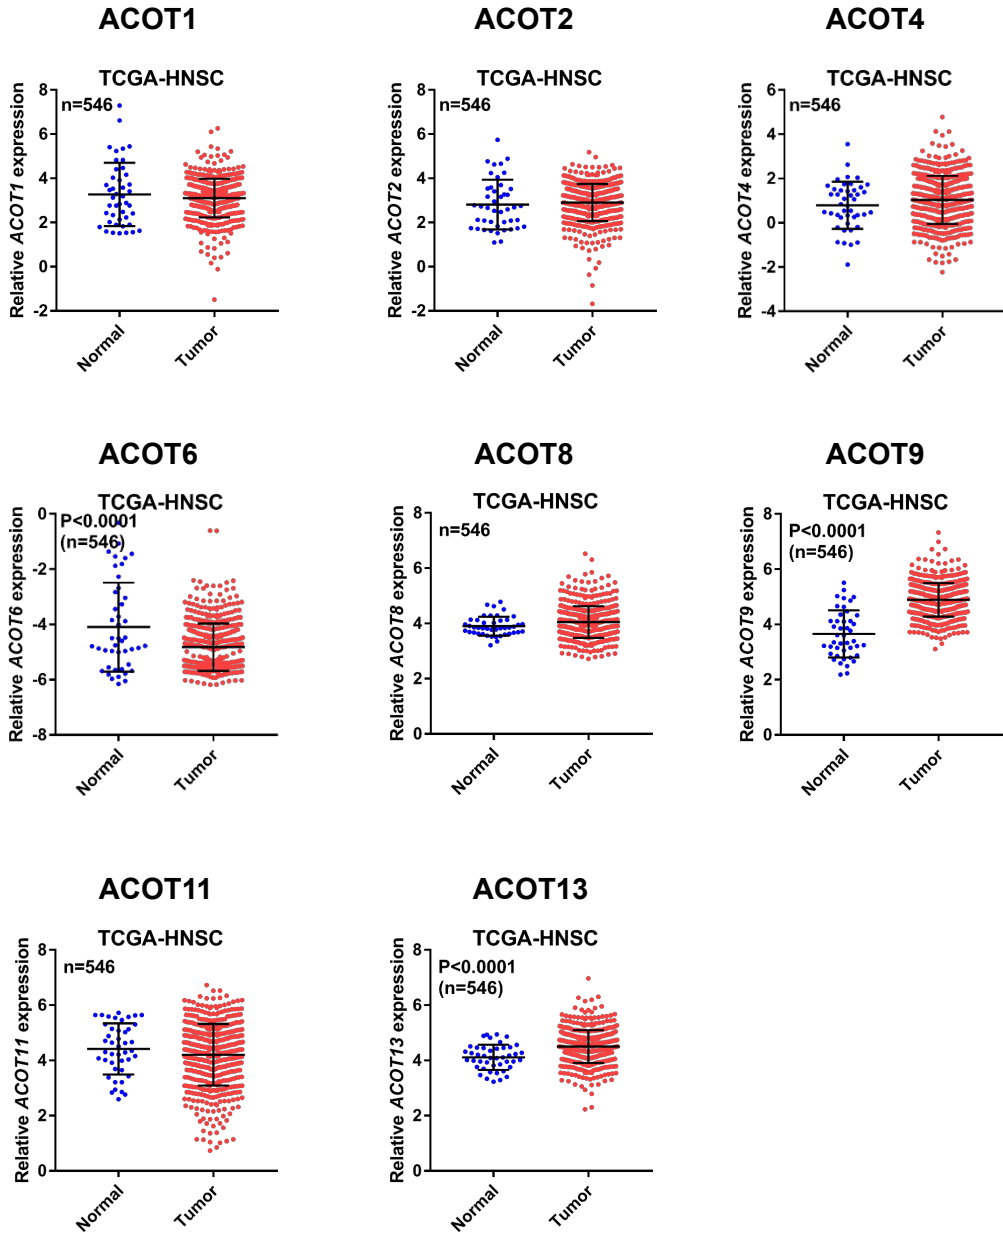 ACOT1
TCGA-HNSC
n=546
Relative ACOT1 expression
8
6
4
2
0
-2
Normal
Tumor
ACOT2
TCGA-HNSC
n=546
Relative ACOT2 expression
8
6
4
2
0
-2
Normal
Tumor
ACOT4
TCGA-HNSC
n=546
Relative ACOT4 expression
6
4
2
0
-2
-4
Normal
Tumor
ACOT6
TCGA-HNSC
P<0.0001
(n=546)
Relative ACOT6 expression
0
-2
-4
-6
-8
Normal
Tumor
ACOT8
TCGA-HNSC
n=546
Relative ACOT8 expression
8
6
4
2
0
Normal
Tumor
ACOT9
TCGA-HNSC
P<0.0001
(n=546)
Relative ACOT9 expression
8
6
4
2
0
Normal
Tumor
ACOT11
TCGA-HNSC
n=546
Relative ACOT11 expression
8
6
4
2
0
Normal
Tumor
ACOT13
TCGA-HNSC
P<0.0001
(n=546)
Relative ACOT13 expression
8
6
4
2
0
Normal
Tumor